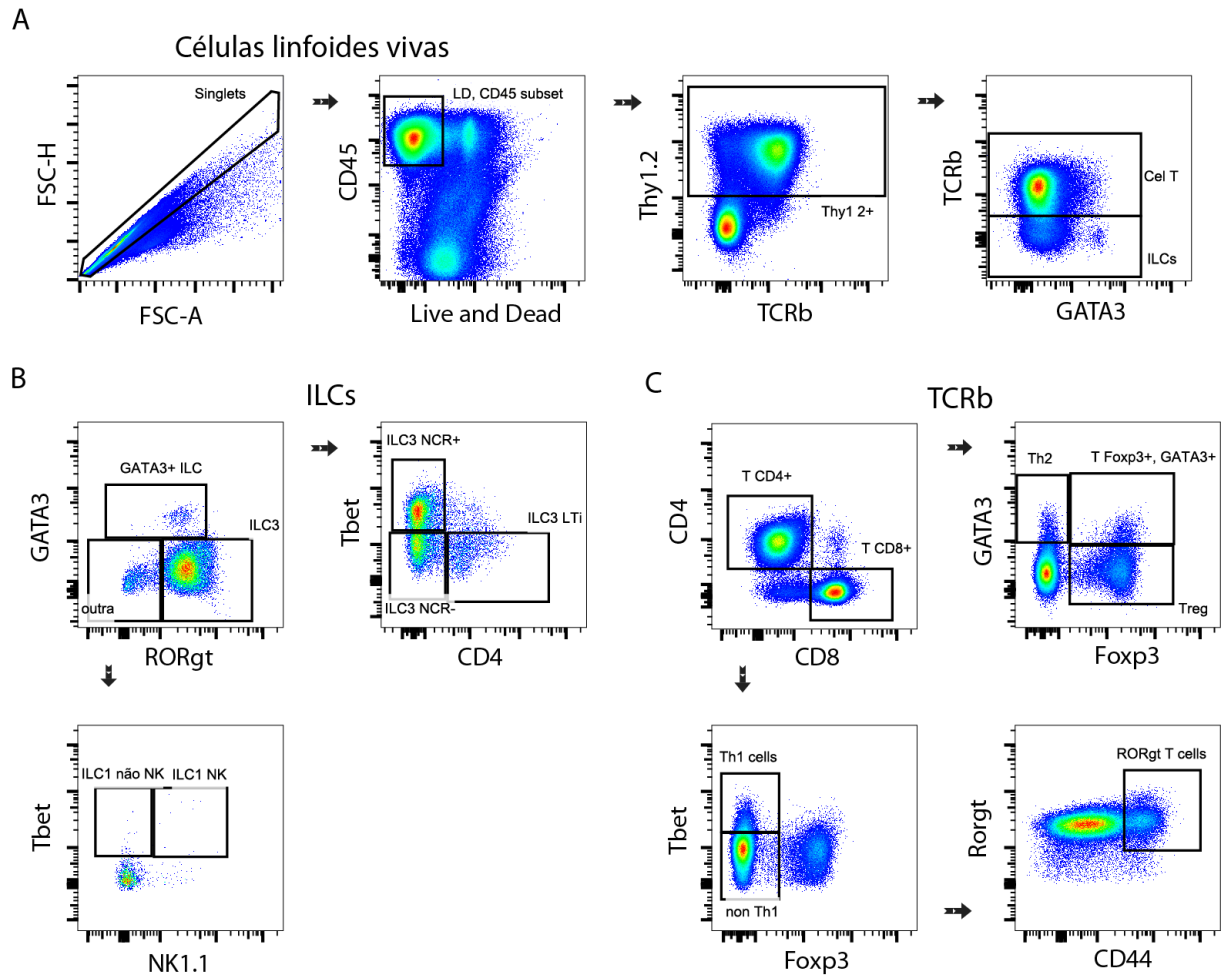 A
Células linfoides vivas
Singlets
FSC-H
FSC-A
LD, CD45 subset
CD45
Live and Dead
Thy1.2
Thy1 2+
TCRb
TCRb
Cel T
ILCs
GATA3
B
ILCs
GATA3+ ILC
ILC3
outra
GATA3
RORgt
ILC3 NCR+
ILC3 LTi
ILC3 NCR-
Tbet
CD4
ILC1 não NK
ILC1 NK
Tbet
NK1.1
C
TCRb
T CD4+
T CD8+
CD4
CD8
Th2
T Foxp3+, GATA3+
Treg
GATA3
Foxp3
Th1 cells
non Th1
Tbet
Foxp3
RORgt T cells
Rorgt
CD44